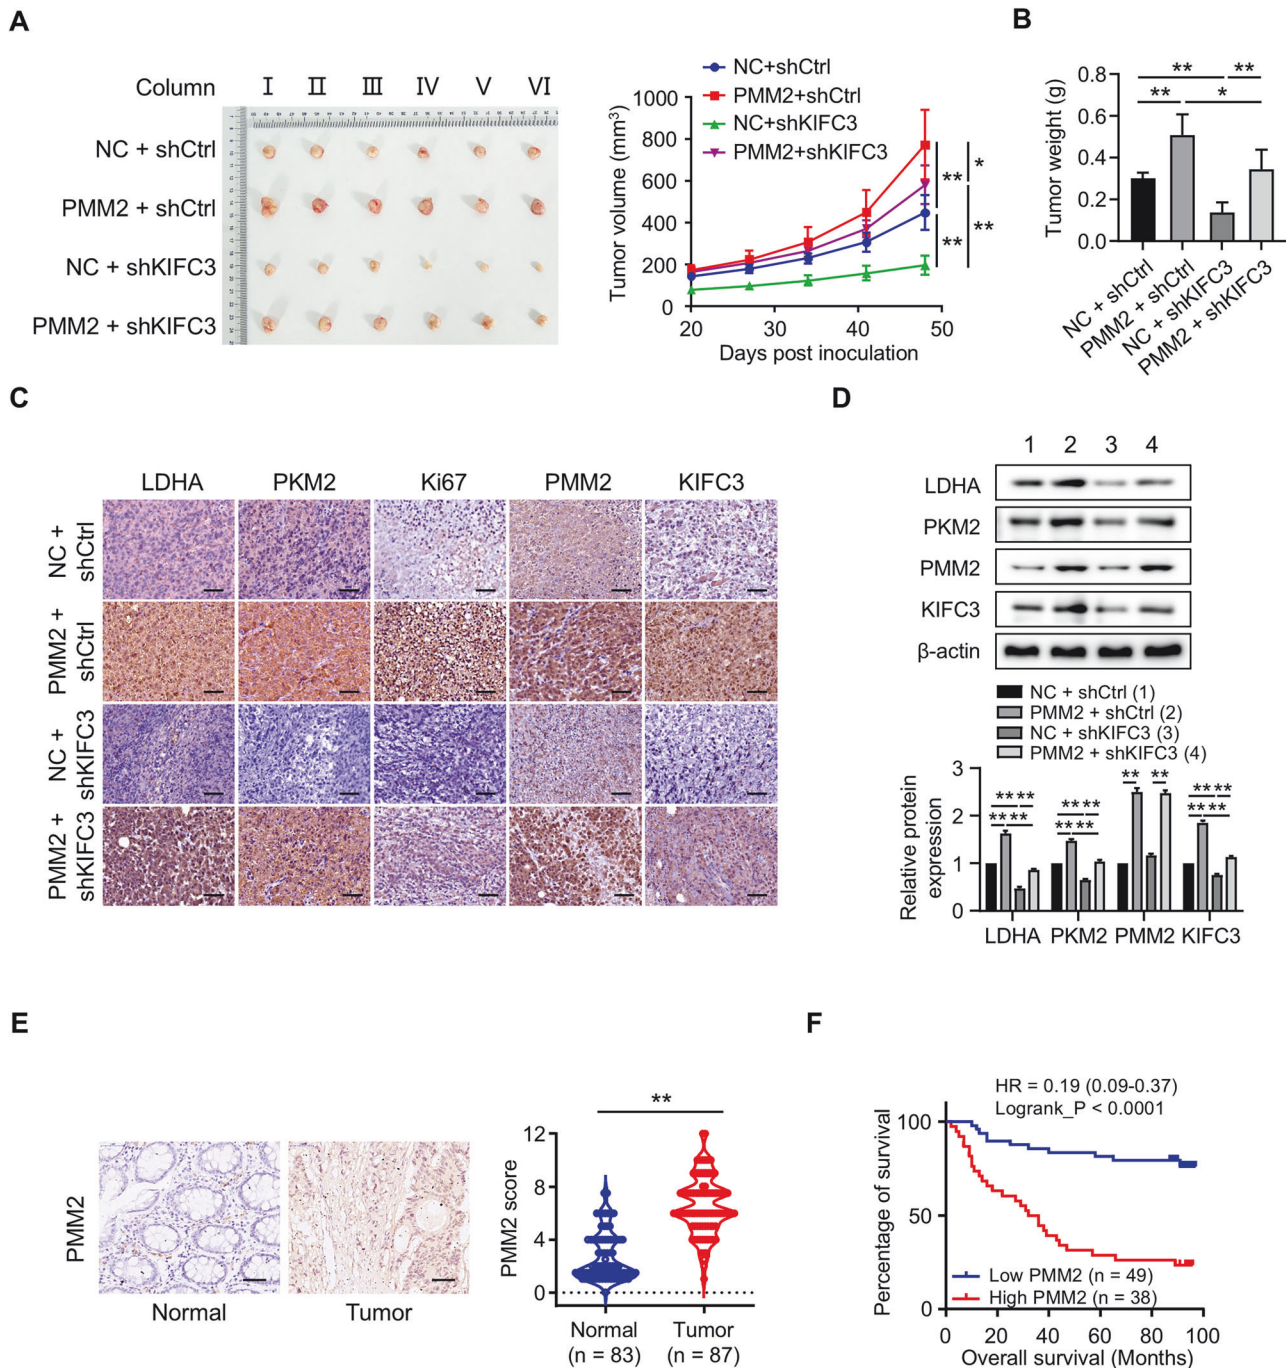 A
Column I II III IV V VI
NC + shCtrl
PMM2 + shCtrl
NC + shKIFC3
PMM2 + shKIFC3
NC+shCtrl
PMM2+shCtrl
NC+shKIFC3
PMM2+shKIFC3
Tumor volume (mm³)
1000
800
600
400
200
0
20 30 40 50
Days post inoculation
*
**
**
**
B
Tumor weight (g)
0.8
0.6
0.4
0.2
0.0
** **
** *
NC + shCtrl
PMM2 + shCtrl
NC + shKIFC3
PMM2 + shKIFC3
C
LDHA PKM2 Ki67 PMM2 KIFC3
NC +
shCtrl
PMM2 +
shCtrl
NC +
shKIFC3
PMM2 +
shKIFC3
D
1 2 3 4
LDHA
PKM2
PMM2
KIFC3
β-actin
NC + shCtrl (1)
PMM2 + shCtrl (2)
NC + shKIFC3 (3)
PMM2 + shKIFC3 (4)
Relative protein
expression
3
2
1
0
** **
** **
** **
** **
** **
** **
** **
LDHA PKM2 PMM2 KIFC3
E
PMM2
Normal Tumor
PMM2 score
12
8
4
0
**
Normal Tumor
(n = 83) (n = 87)
F
HR = 0.19 (0.09-0.37)
Logrank_P < 0.0001
Percentage of survival
100
50
0
Low PMM2 (n = 49)
High PMM2 (n = 38)
0 20 40 60 80 100
Overall survival (Months)